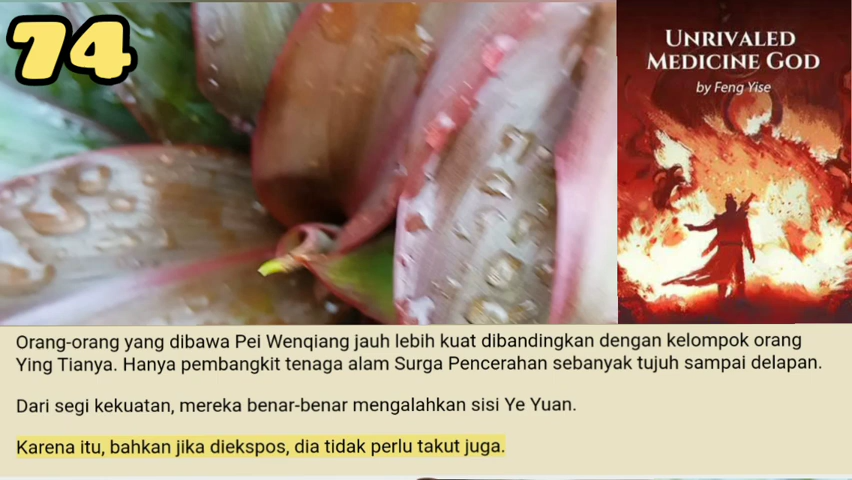 74
UNRIVALED
MEDICINE GOD
by Feng Yise
Orang-orang yang dibawa Pei Wenqiang jauh lebih kuat dibandingkan dengan kelompok orang
Ying Tianya. Hanya pembangkit tenaga alam Surga Pencerahan sebanyak tujuh sampai delapan.
Dari segi kekuatan, mereka benar-benar mengalahkan sisi Ye Yuan.
Karena itu, bahkan jika diekspos, dia tidak perlu takut juga.